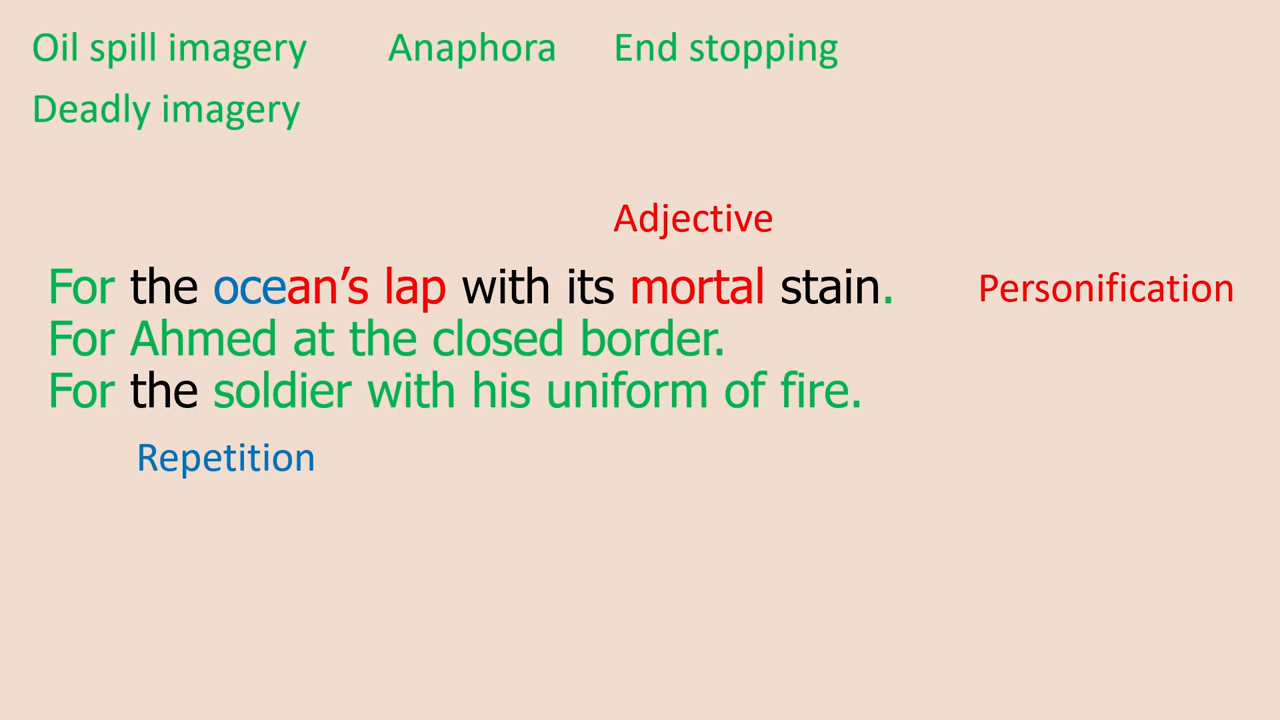 Oil spill imagery Anaphora End stopping
Deadly imagery
Adjective
For the ocean’s lap with its mortal stain. Personification
For Ahmed at the closed border.
For the soldier with his uniform of fire.
Repetition